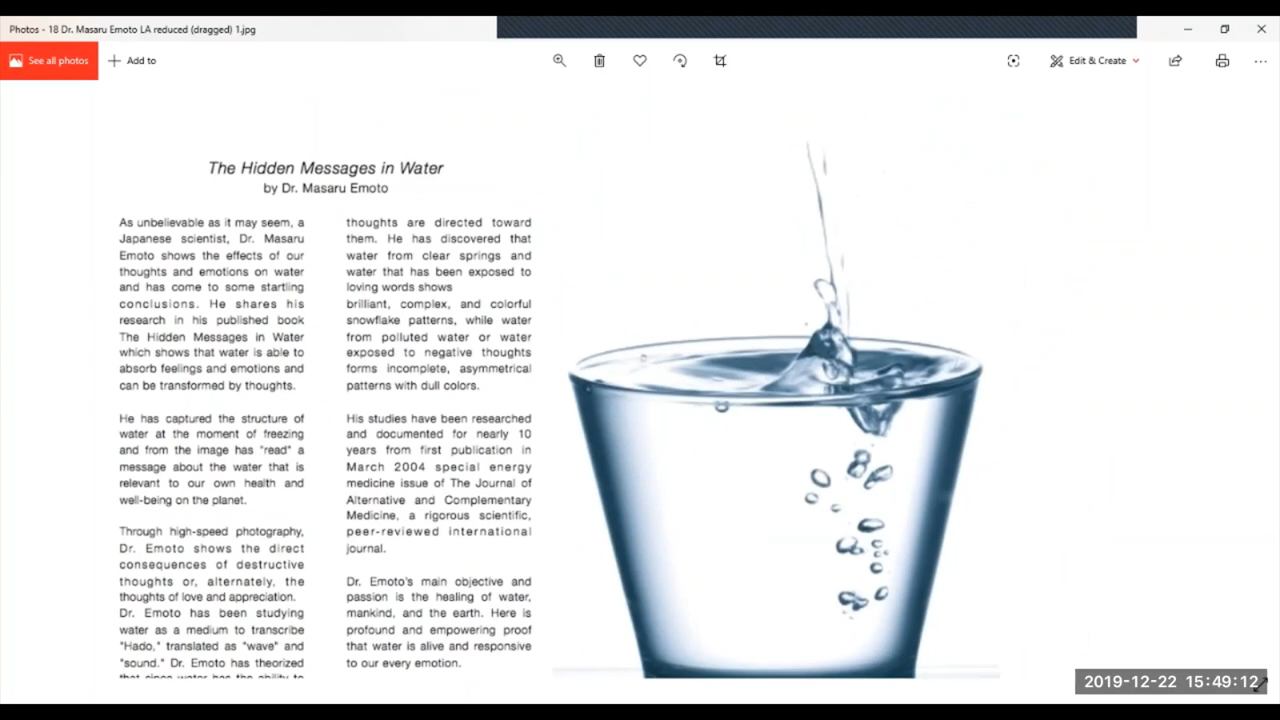 Photos - 18 Dr. Masaru Emoto LA reduced (dragged) 1.jpg
See all photos
Add to
Edit & Create
The Hidden Messages in Water
by Dr. Masaru Emoto
As unbelievable as it may seem, a
Japanese scientist, Dr. Masaru
Emoto shows the effects of our
thoughts and emotions on water
and has come to some startling
conclusions. He shares his
research in his published book
The Hidden Messages in Water
which shows that water is able to
absorb feelings and emotions and
can be transformed by thoughts.
He has captured the structure of
water at the moment of freezing
and from the image has "read" a
message about the water that is
relevant to our own health and
well-being on the planet.
Through high-speed photography,
Dr. Emoto shows the direct
consequences of destructive
thoughts or, alternately, the
thoughts of love and appreciation.
Dr. Emoto has been studying
water as a medium to transcribe
"Hado," translated as "wave" and
"sound." Dr. Emoto has theorized
that since water has the ability to
thoughts are directed toward
them. He has discovered that
water from clear springs and
water that has been exposed to
loving words shows
brilliant, complex, and colorful
snowflake patterns, while water
from polluted water or water
exposed to negative thoughts
forms incomplete, asymmetrical
patterns with dull colors.
His studies have been researched
and documented for nearly 10
years from first publication in
March 2004 special energy
medicine issue of The Journal of
Alternative and Complementary
Medicine, a rigorous scientific,
peer-reviewed international
journal.
Dr. Emoto's main objective and
passion is the healing of water,
mankind, and the earth. Here is
profound and empowering proof
that water is alive and responsive
to our every emotion.
2019-12-22 15:49:12